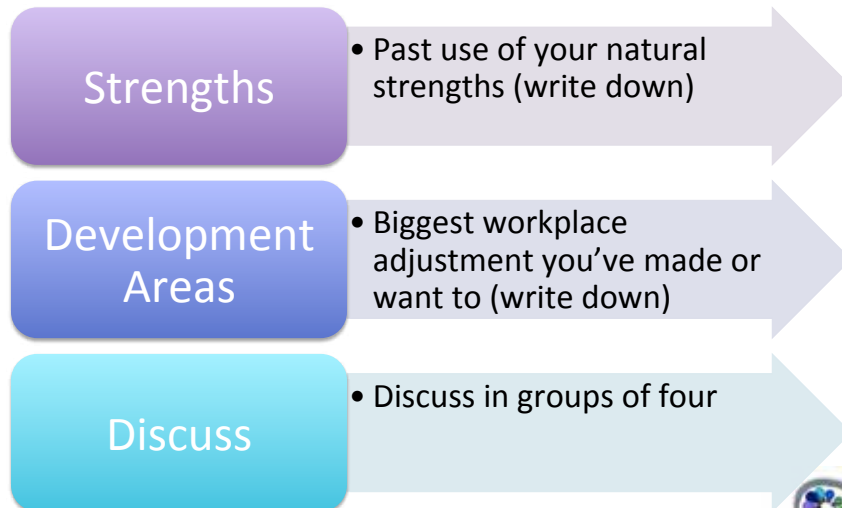 Strengths
• Past use of your natural
strengths (write down)
Development
Areas
• Biggest workplace
adjustment you’ve made or
want to (write down)
Discuss
• Discuss in groups of four